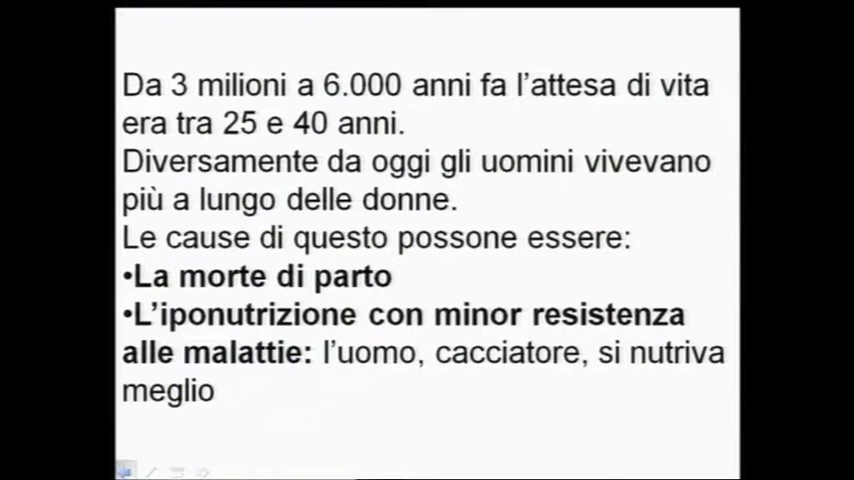 Da 3 milioni a 6.000 anni fa l’attesa di vita
era tra 25 e 40 anni.
Diversamente da oggi gli uomini vivevano
più a lungo delle donne.
Le cause di questo possone essere:
•La morte di parto
•L’iponutrizione con minor resistenza
alle malattie: l’uomo, cacciatore, si nutriva
meglio